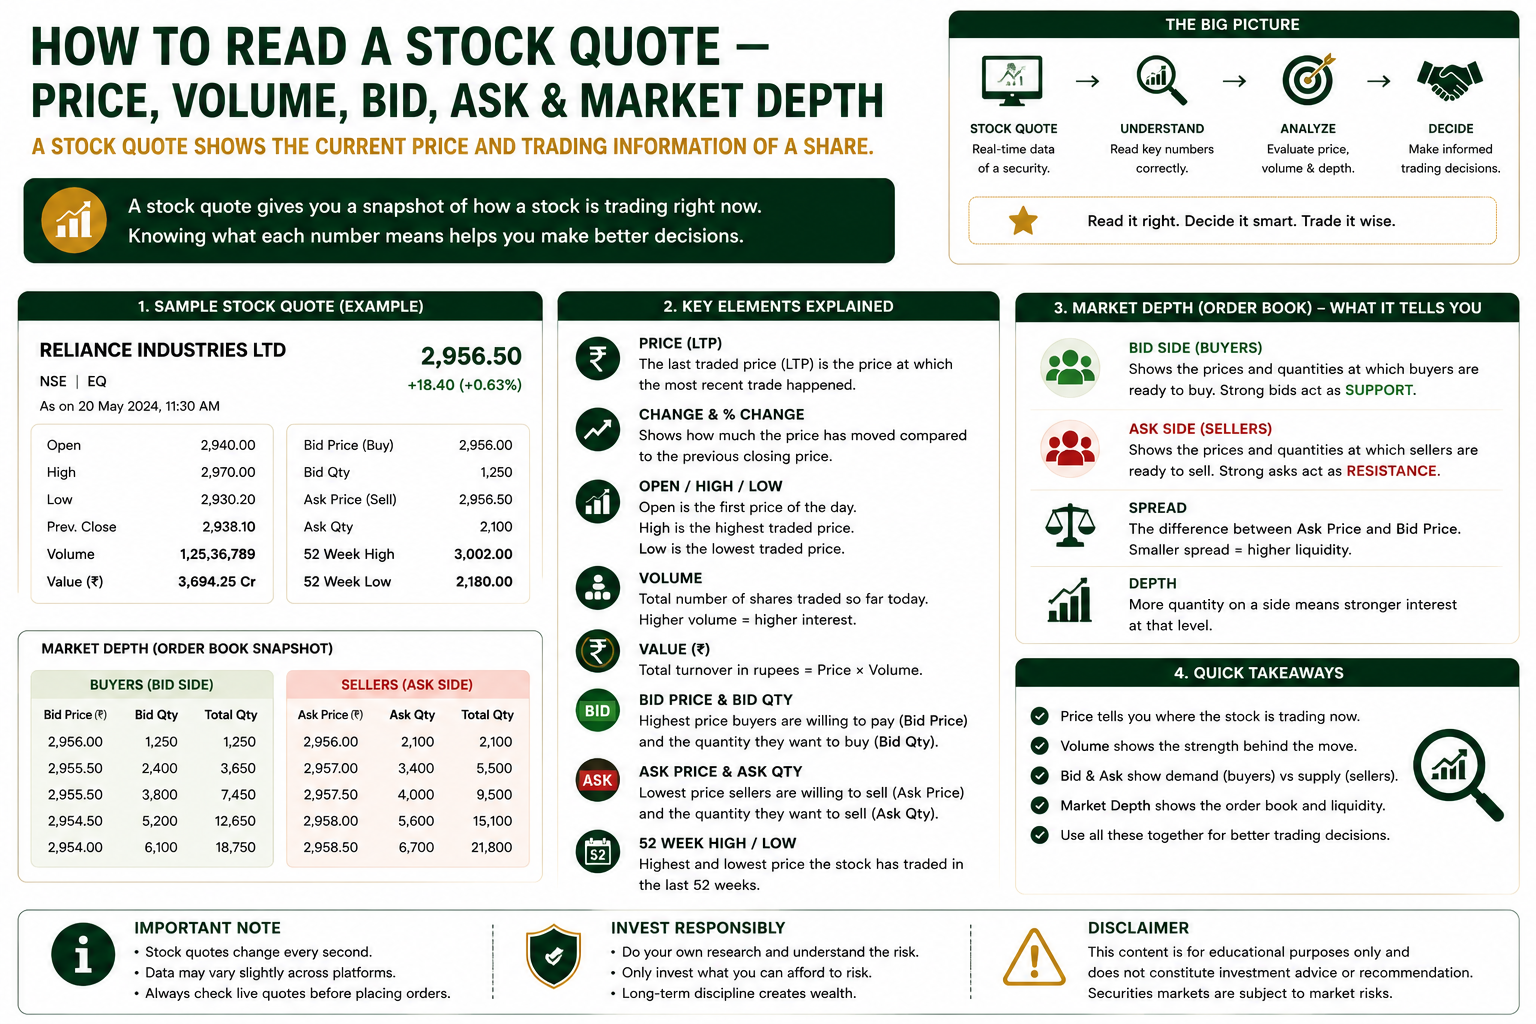 HOW TO READ A STOCK QUOTE –
PRICE, VOLUME, BID, ASK & MARKET DEPTH
A STOCK QUOTE SHOWS THE CURRENT PRICE AND TRADING INFORMATION OF A SHARE.
A stock quote gives you a snapshot of how a stock is trading right now.
Knowing what each number means helps you make better decisions.
THE BIG PICTURE
STOCK QUOTE
Real-time data
of a security.
UNDERSTAND
Read key numbers
correctly.
ANALYZE
Evaluate price,
volume & depth.
DECIDE
Make informed
trading decisions.
Read it right. Decide it smart. Trade it wise.
1. SAMPLE STOCK QUOTE (EXAMPLE)
RELIANCE INDUSTRIES LTD
2,956.50
NSE | EQ
+18.40 (+0.63%)
As on 20 May 2024, 11:30 AM
Open 2,940.00
High 2,970.00
Low 2,930.20
Prev. Close 2,938.10
Volume 1,25,36,789
Value (₹) 3,694.25 Cr
Bid Price (Buy) 2,956.00
Bid Qty 1,250
Ask Price (Sell) 2,956.50
Ask Qty 2,100
52 Week High 3,002.00
52 Week Low 2,180.00
MARKET DEPTH (ORDER BOOK SNAPSHOT)
BUYERS (BID SIDE)
Bid Price (₹) Bid Qty Total Qty
2,956.00 1,250 1,250
2,955.50 2,400 3,650
2,955.50 3,800 7,450
2,954.50 5,200 12,650
2,954.00 6,100 18,750
SELLERS (ASK SIDE)
Ask Price (₹) Ask Qty Total Qty
2,956.00 2,100 2,100
2,957.00 3,400 5,500
2,957.50 4,000 9,500
2,958.00 5,600 15,100
2,958.50 6,700 21,800
2. KEY ELEMENTS EXPLAINED
₹
PRICE (LTP)
The last traded price (LTP) is the price at which
the most recent trade happened.
CHANGE & % CHANGE
Shows how much the price has moved compared
to the previous closing price.
OPEN / HIGH / LOW
Open is the first price of the day.
High is the highest traded price.
Low is the lowest traded price.
VOLUME
Total number of shares traded so far today.
Higher volume = higher interest.
₹
VALUE (₹)
Total turnover in rupees = Price × Volume.
BID
BID PRICE & BID QTY
Highest price buyers are willing to pay (Bid Price)
and the quantity they want to buy (Bid Qty).
ASK
ASK PRICE & ASK QTY
Lowest price sellers are willing to sell (Ask Price)
and the quantity they want to sell (Ask Qty).
S2
52 WEEK HIGH / LOW
Highest and lowest price the stock has traded in
the last 52 weeks.
3. MARKET DEPTH (ORDER BOOK) – WHAT IT TELLS YOU
BID SIDE (BUYERS)
Shows the prices and quantities at which buyers are
ready to buy. Strong bids act as SUPPORT.
ASK SIDE (SELLERS)
Shows the prices and quantities at which sellers are
ready to sell. Strong asks act as RESISTANCE.
SPREAD
The difference between Ask Price and Bid Price.
Smaller spread = higher liquidity.
DEPTH
More quantity on a side means stronger interest
at that level.
4. QUICK TAKEAWAYS
Price tells you where the stock is trading now.
Volume shows the strength behind the move.
Bid & Ask show demand (buyers) vs supply (sellers).
Market Depth shows the order book and liquidity.
Use all these together for better trading decisions.
i
IMPORTANT NOTE
• Stock quotes change every second.
• Data may vary slightly across platforms.
• Always check live quotes before placing orders.
INVEST RESPONSIBLY
• Do your own research and understand the risk.
• Only invest what you can afford to risk.
• Long-term discipline creates wealth.
DISCLAIMER
This content is for educational purposes only and
does not constitute investment advice or recommendation.
Securities markets are subject to market risks.